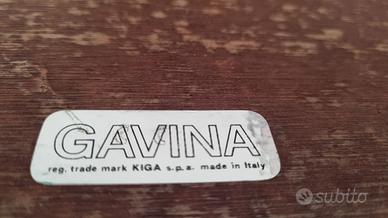 GAVINA
reg. trade mark KIGA s.p.a. made in Italy
subito